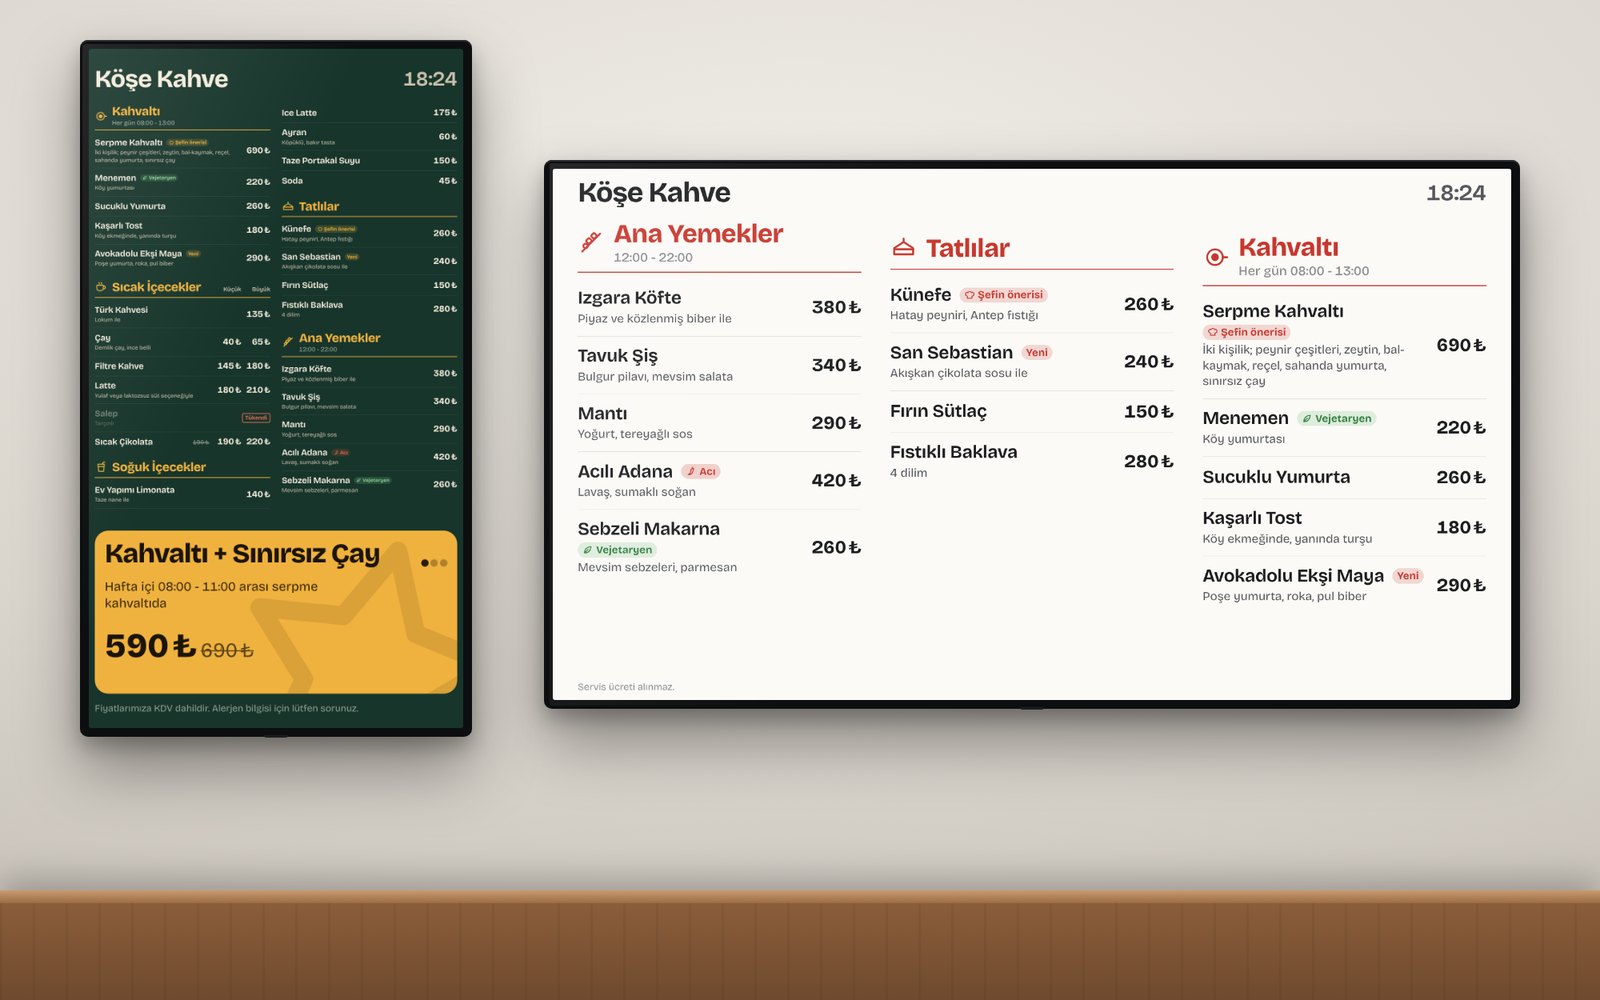 Köşe Kahve
18:24
Kahvaltı
Her gün 08:00 - 13:00
Serpme Kahvaltı Şefin önerisi
İki kişilik; peynir çeşitleri, zeytin, bal-kaymak, reçel,
sahanda yumurta, sınırsız çay
690₺
Menemen Vejetaryen
Köy yumurtası
220₺
Sucuklu Yumurta 260₺
Kaşarlı Tost
Köy ekmeğinde, yanında turşu
180₺
Avokadolu Ekşi Maya Yeni
Poşe yumurta, roka, pul biber
290₺
Sıcak İçecekler Küçük Büyük
Türk Kahvesi
Lokum ile
135₺
Çay
Demlik çay, ince belli
40₺ 65₺
Filtre Kahve 145₺ 180₺
Latte
Yulaf veya laktozsuz süt seçeneğiyle
180₺ 210₺
Salep
Tarçınlı
Tükendi
Sıcak Çikolata 190₺ 190₺ 220₺
Soğuk İçecekler
Ev Yapımı Limonata
Taze nane ile
140₺
Ice Latte 175₺
Ayran
Köpüklü, bakır tasta
60₺
Taze Portakal Suyu 150₺
Soda 45₺
Tatlılar
Künefe Şefin önerisi
Hatay peyniri, Antep fıstığı
260₺
San Sebastian Yeni
Akışkan çikolata sosu ile
240₺
Fırın Sütlaç 150₺
Fıstıklı Baklava
4 dilim
280₺
Ana Yemekler
12:00 - 22:00
Izgara Köfte
Piyaz ve közlenmiş biber ile
380₺
Tavuk Şiş
Bulgur pilavı, mevsim salata
340₺
Mantı
Yoğurt, tereyağlı sos
290₺
Acılı Adana Acı
Lavaş, sumaklı soğan
420₺
Sebzeli Makarna Vejetaryen
Mevsim sebzeleri, parmesan
260₺
Kahvaltı + Sınırsız Çay
Hafta içi 08:00 - 11:00 arası serpme
kahvaltıda
590₺ 690₺
Fiyatlarımıza KDV dahildir. Alerjen bilgisi için lütfen sorunuz.
Köşe Kahve
18:24
Ana Yemekler
12:00 - 22:00
Izgara Köfte
Piyaz ve közlenmiş biber ile
380₺
Tavuk Şiş
Bulgur pilavı, mevsim salata
340₺
Mantı
Yoğurt, tereyağlı sos
290₺
Acılı Adana Acı
Lavaş, sumaklı soğan
420₺
Sebzeli Makarna
Vejetaryen
Mevsim sebzeleri, parmesan
260₺
Tatlılar
Künefe Şefin önerisi
Hatay peyniri, Antep fıstığı
260₺
San Sebastian Yeni
Akışkan çikolata sosu ile
240₺
Fırın Sütlaç 150₺
Fıstıklı Baklava
4 dilim
280₺
Kahvaltı
Her gün 08:00 - 13:00
Serpme Kahvaltı
Şefin önerisi
İki kişilik; peynir çeşitleri, zeytin, bal-
kaymak, reçel, sahanda yumurta,
sınırsız çay
690₺
Menemen Vejetaryen
Köy yumurtası
220₺
Sucuklu Yumurta 260₺
Kaşarlı Tost
Köy ekmeğinde, yanında turşu
180₺
Avokadolu Ekşi Maya Yeni
Poşe yumurta, roka, pul biber
290₺
Servis ücreti alınmaz.